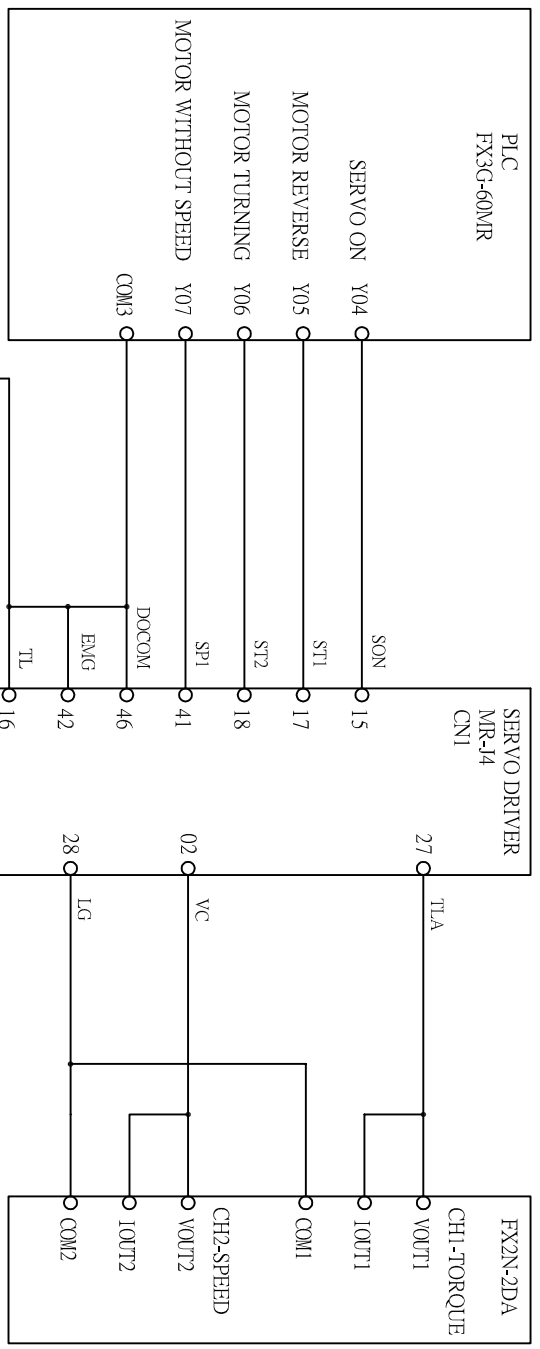 PLC
FX3G-60MR
SERVO ON Y04
MOTOR REVERSE Y05
MOTOR TURNING Y06
MOTOR WITHOUT SPEED Y07
COM3
SON
ST1
ST2
SP1
DOCOM
EMG
TL
SERVO DRIVER
MR-J4
CN1
15
17
18
41
46
42
16
27
02
28
TLA
VC
LG
FX2N-2DA
CH1-TORQUE
VOUT1
IOUT1
COM1
CH2-SPEED
VOUT2
IOUT2
COM2